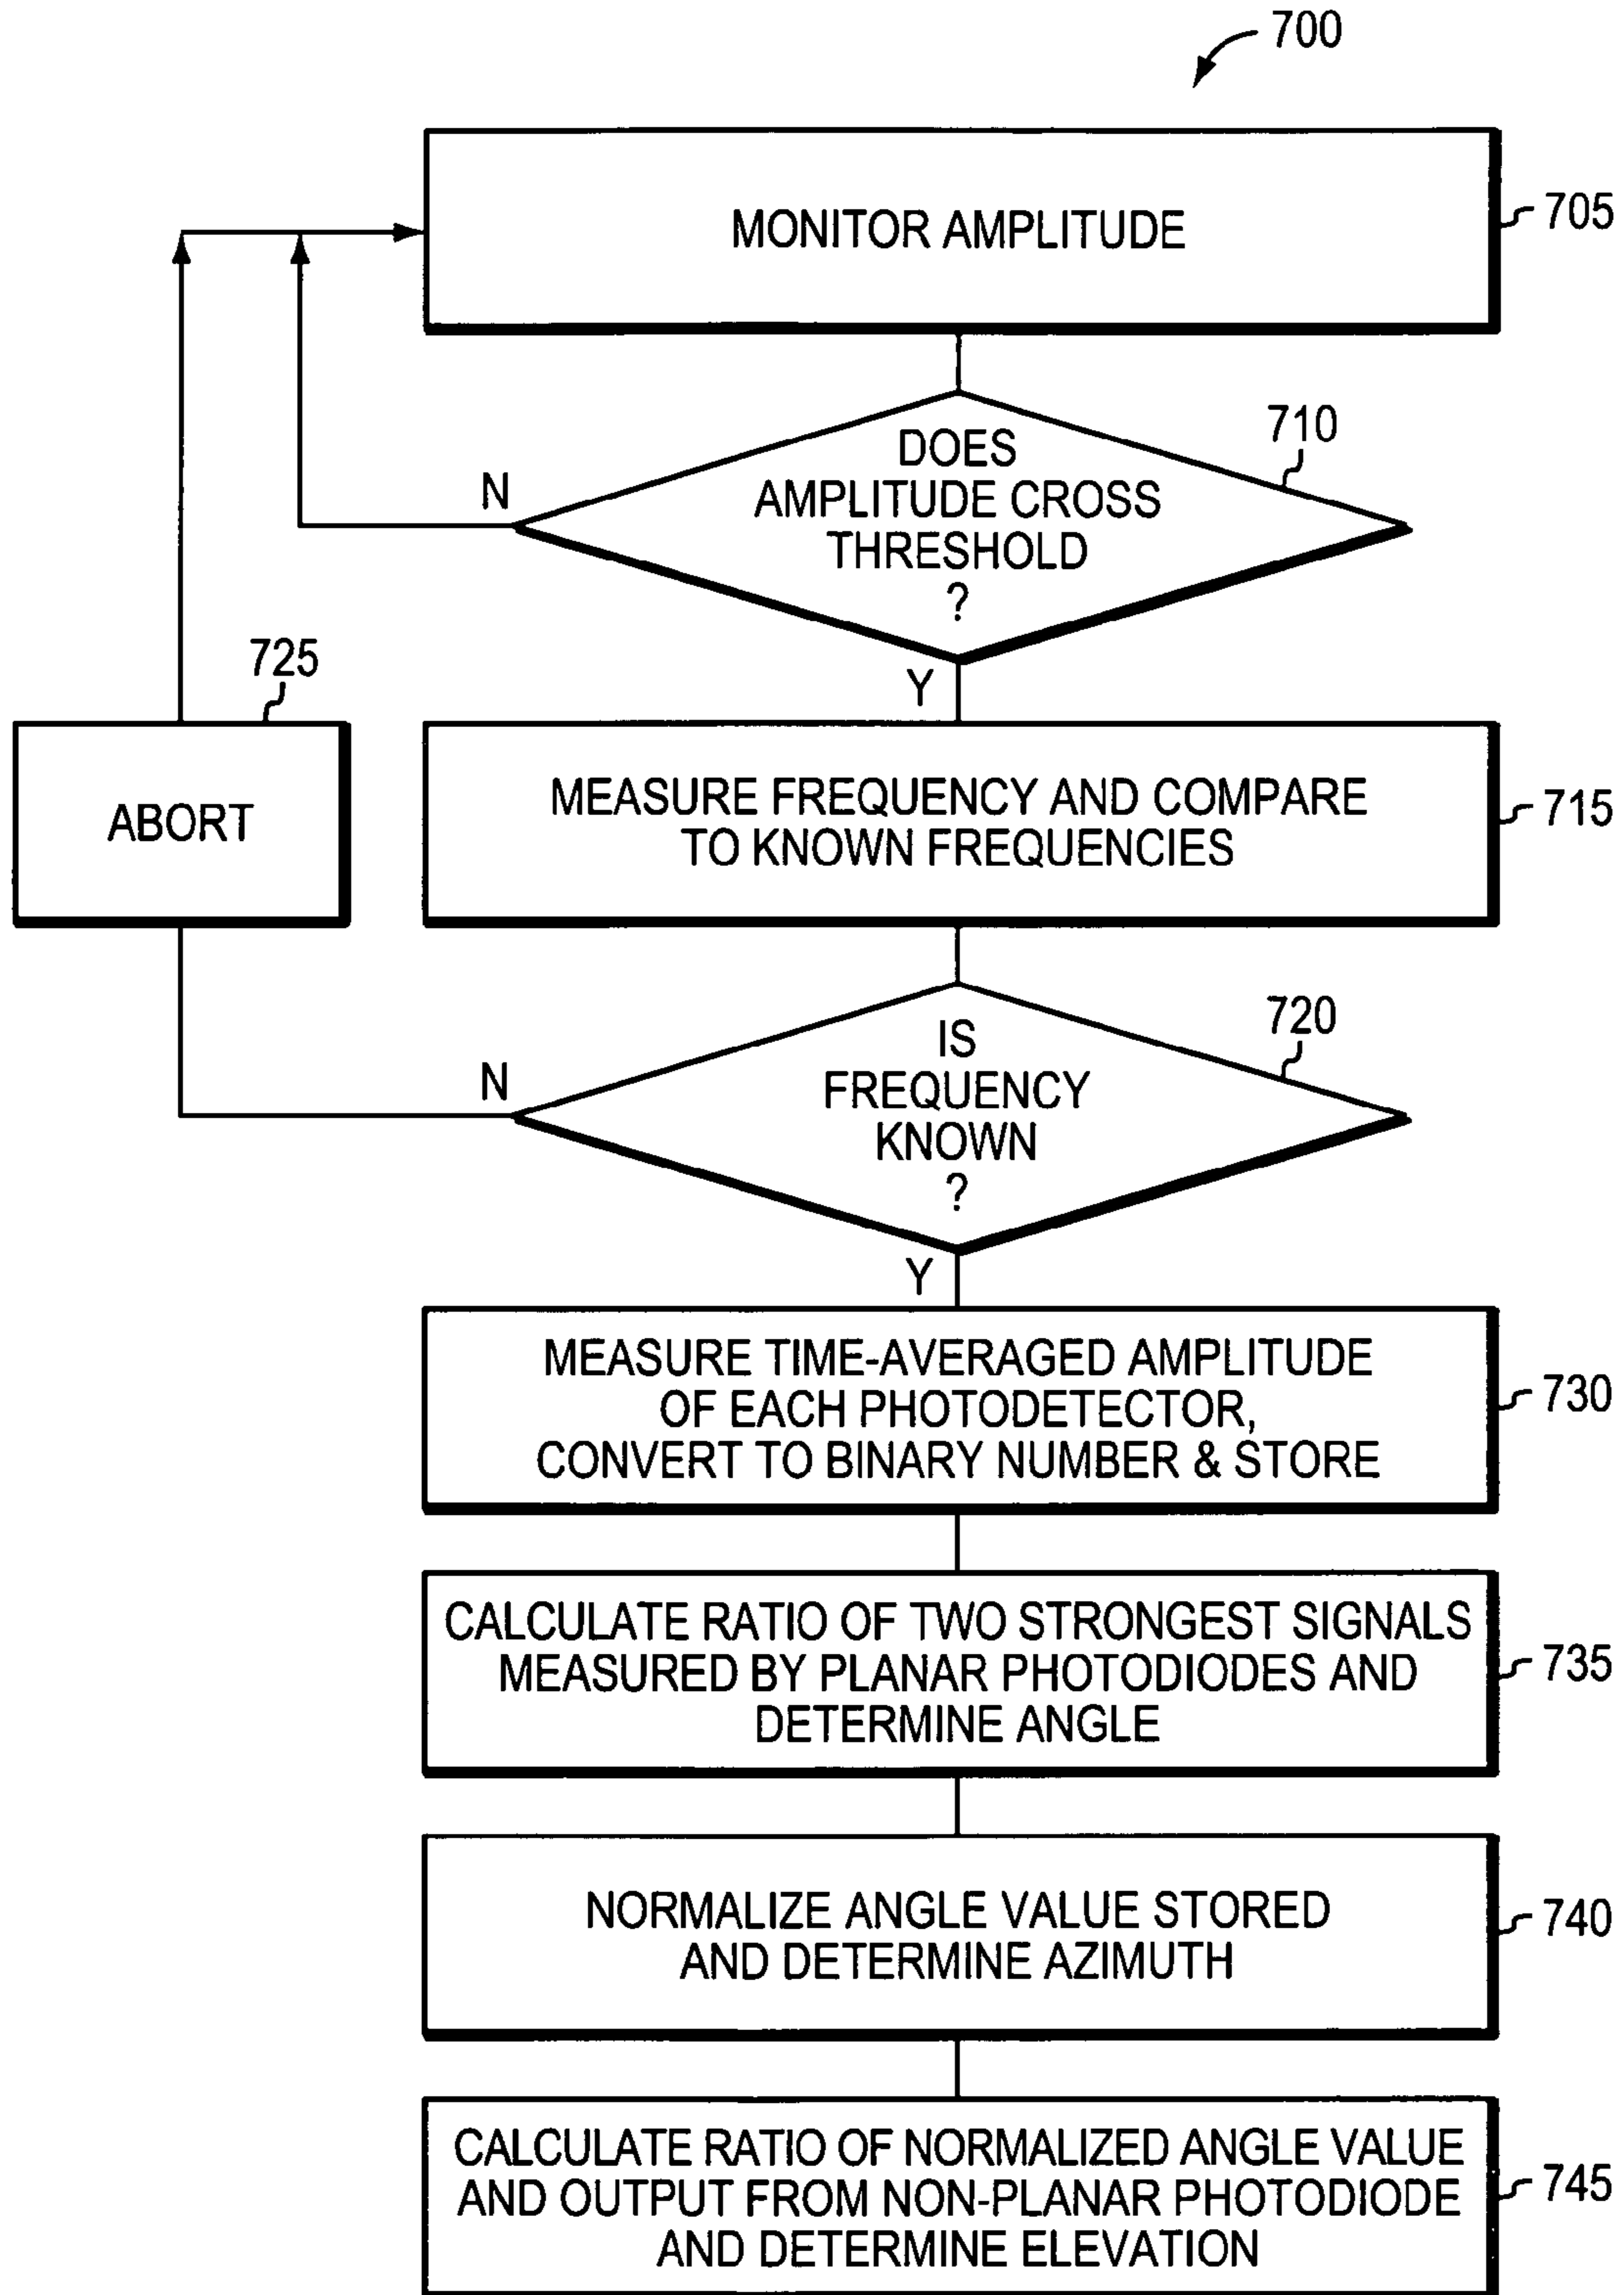 700
MONITOR AMPLITUDE
705
DOES
AMPLITUDE CROSS
THRESHOLD
?
710
N
Y
725
ABORT
MEASURE FREQUENCY AND COMPARE
TO KNOWN FREQUENCIES
715
IS
FREQUENCY
KNOWN
?
720
N
Y
MEASURE TIME-AVERAGED AMPLITUDE
OF EACH PHOTODETECTOR,
CONVERT TO BINARY NUMBER & STORE
730
CALCULATE RATIO OF TWO STRONGEST SIGNALS
MEASURED BY PLANAR PHOTODIODES AND
DETERMINE ANGLE
735
NORMALIZE ANGLE VALUE STORED
AND DETERMINE AZIMUTH
740
CALCULATE RATIO OF NORMALIZED ANGLE VALUE
AND OUTPUT FROM NON-PLANAR PHOTODIODE
AND DETERMINE ELEVATION
745